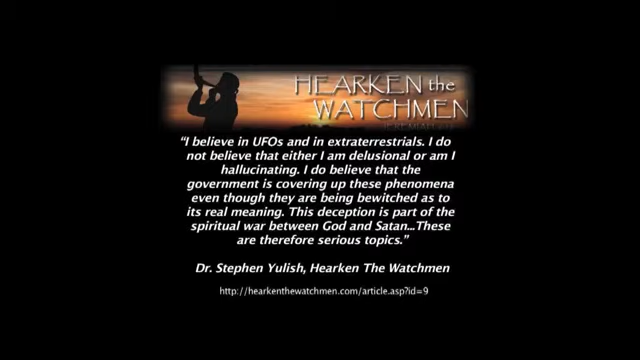 HEARKEN the
WATCHMEN
“I believe in UFOs and in extraterrestrials. I do
not believe that either I am delusional or am I
hallucinating. I do believe that the
government is covering up these phenomena
even though they are being bewitched as to
its real meaning. This deception is part of the
spiritual war between God and Satan...These
are therefore serious topics.”
Dr. Stephen Yulish, Hearken The Watchmen
http://hearkenthewatchmen.com/article.asp?id=9